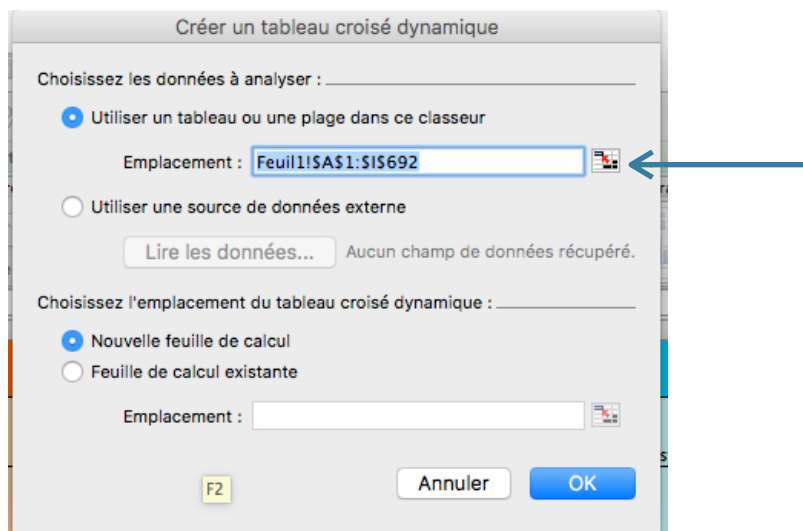 Créer un tableau croisé dynamique
Choisissez les données à analyser :
Utiliser un tableau ou une plage dans ce classeur
Emplacement : Feuil1!$A$1:$I$692
Utiliser une source de données externe
Lire les données... Aucun champ de données récupéré.
Choisissez l'emplacement du tableau croisé dynamique :
Nouvelle feuille de calcul
Feuille de calcul existante
Emplacement :
F2 Annuler OK